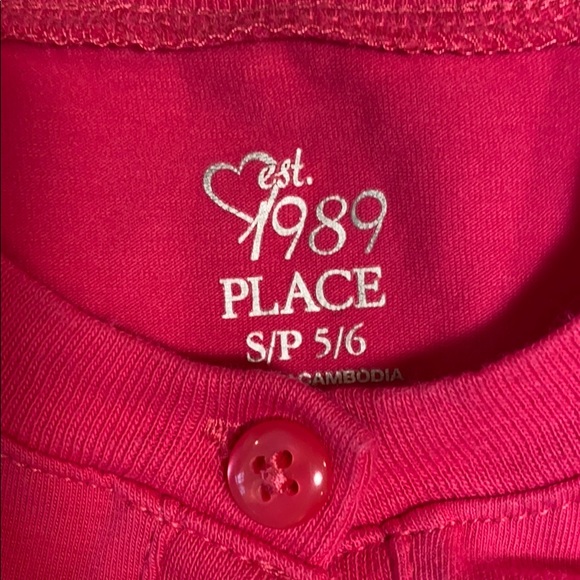 est.
1989
PLACE
S/P 5/6
CAMBODIA